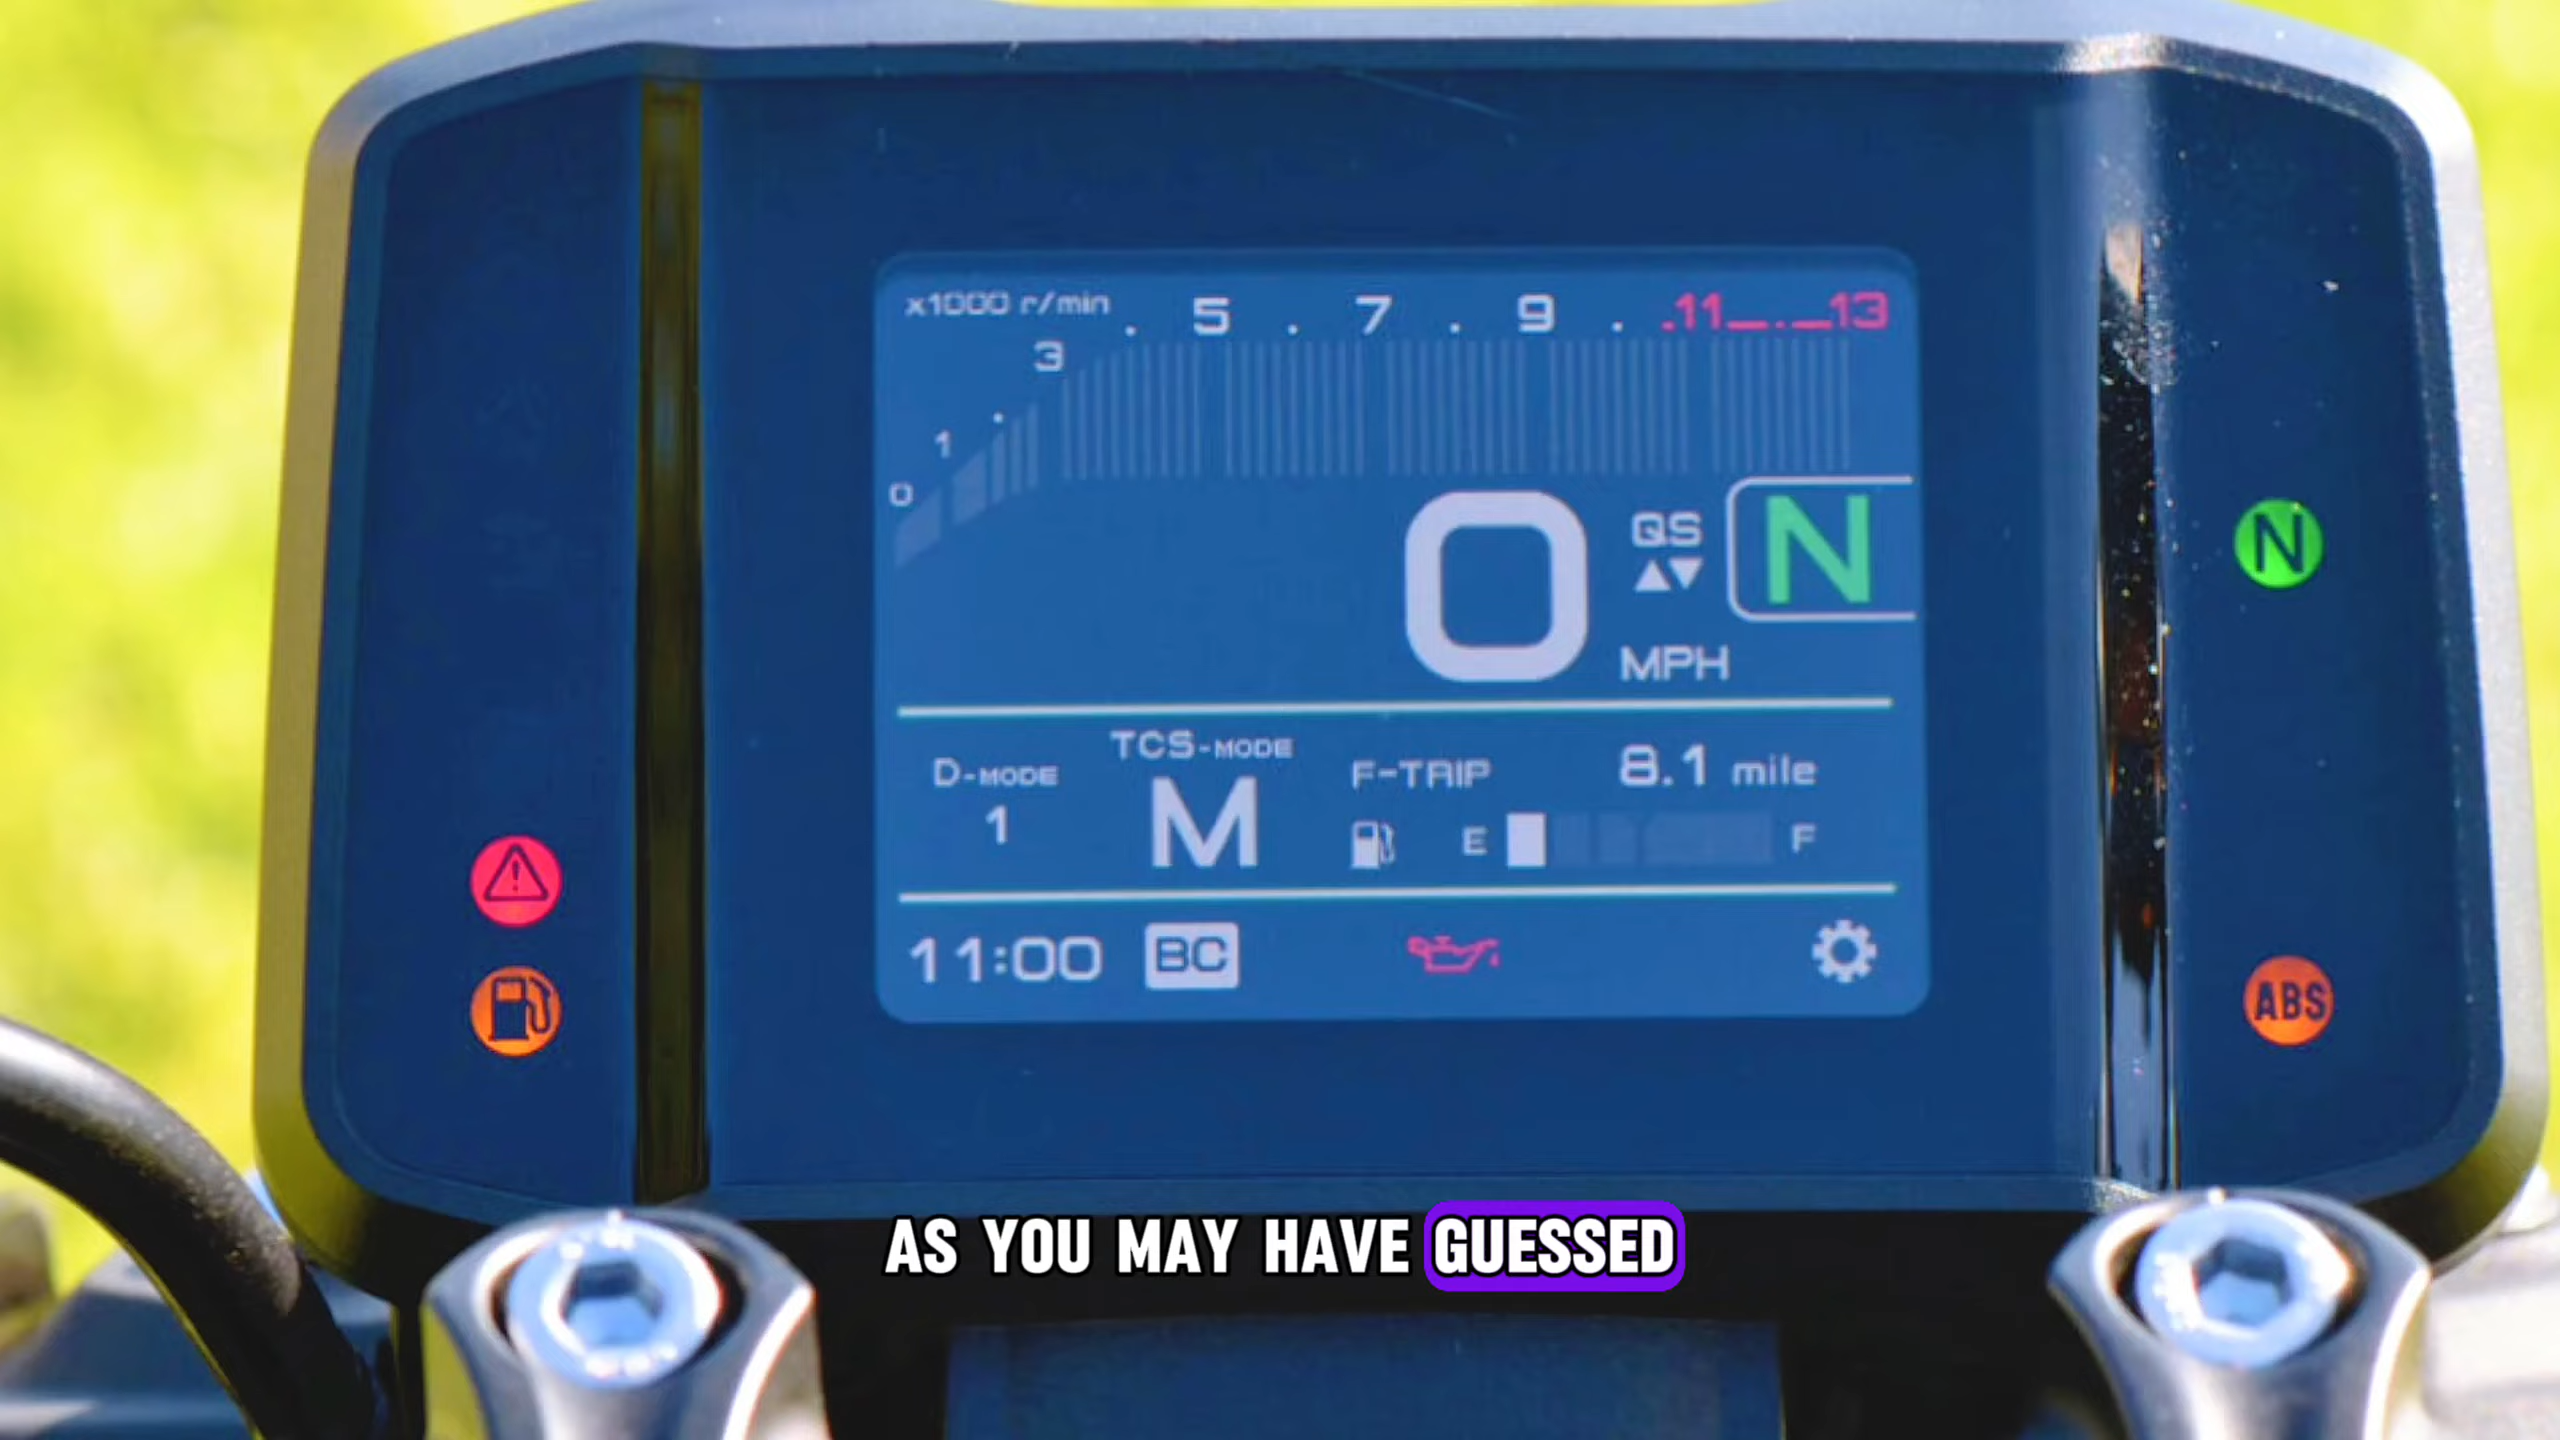 x1000 r/min
0 1 3 5 7 9 11 13
QS
N
0
MPH
N
D-MODE
1
TCS-MODE
M
F-TRIP
8.1 mile
E F
11:00
BC
ABS
AS YOU MAY HAVE GUESSED